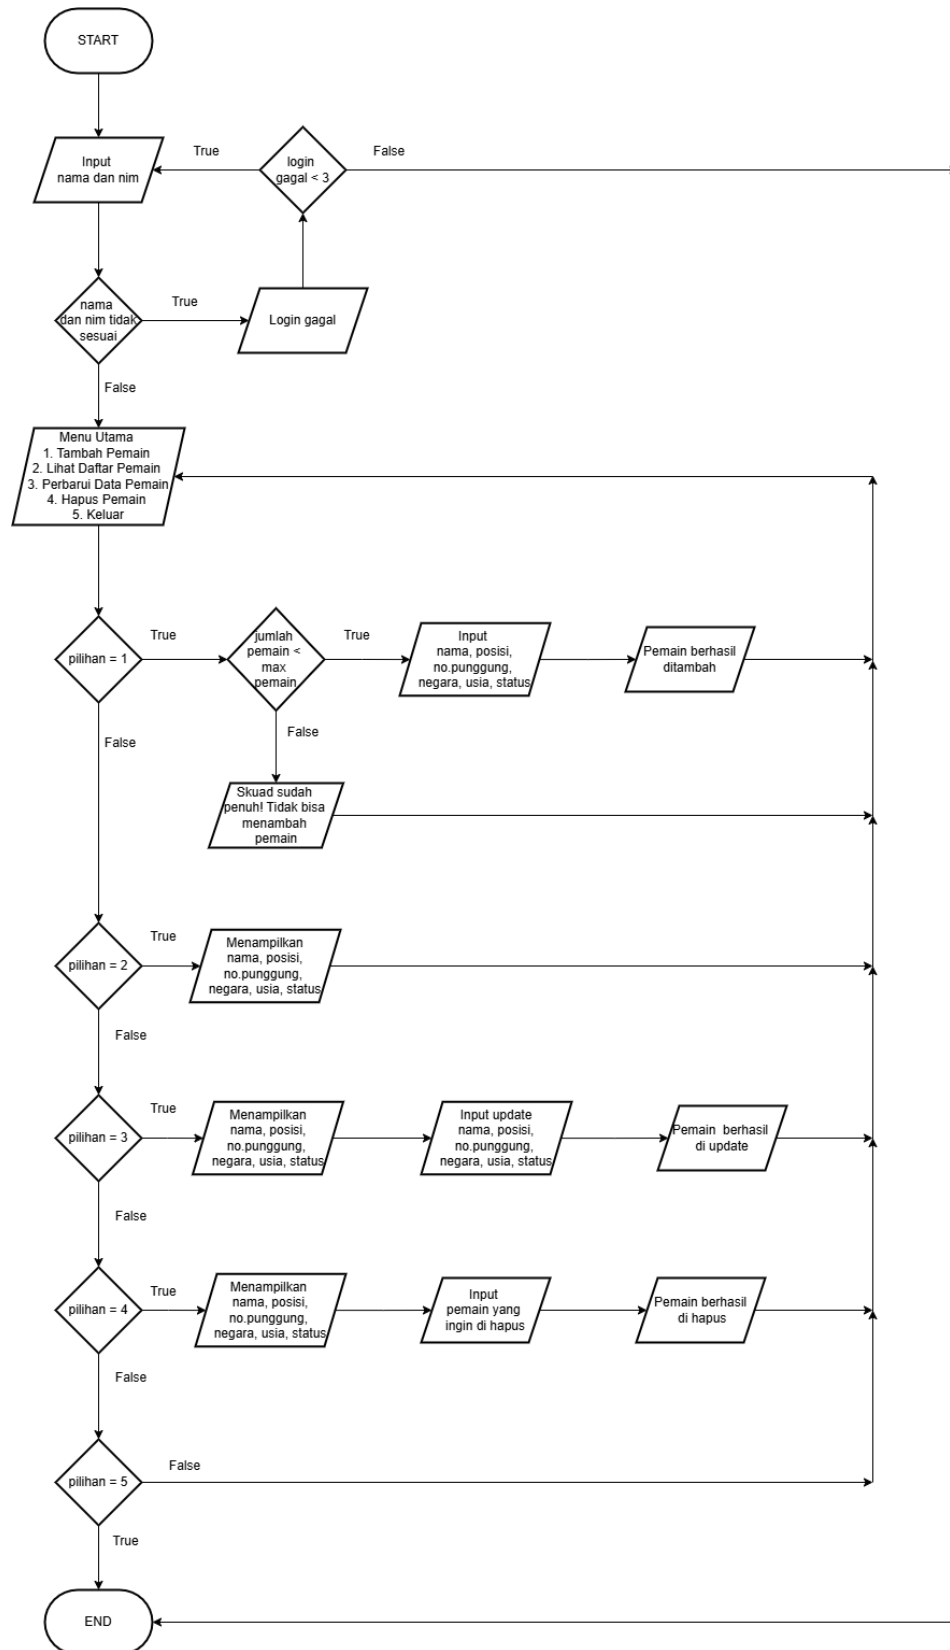 START
Input
nama dan nim
True
login
gagal < 3
False
nama
dan nim tidak
sesuai
True
Login gagal
False
Menu Utama
1. Tambah Pemain
2. Lihat Daftar Pemain
3. Perbarui Data Pemain
4. Hapus Pemain
5. Keluar
pilihan = 1
True
jumlah
pemain <
max
pemain
True
Input
nama, posisi,
no.punggung,
negara, usia, status
Pemain berhasil
ditambah
False
False
Skuad sudah
penuh! Tidak bisa
menambah
pemain
pilihan = 2
True
Menampilkan
nama, posisi,
no.punggung,
negara, usia, status
False
pilihan = 3
True
Menampilkan
nama, posisi,
no.punggung,
negara, usia, status
Input update
nama, posisi,
no.punggung,
negara, usia, status
Pemain berhasil
di update
False
pilihan = 4
True
Menampilkan
nama, posisi,
no.punggung,
negara, usia, status
Input
pemain yang
ingin di hapus
Pemain berhasil
di hapus
False
pilihan = 5
False
True
END